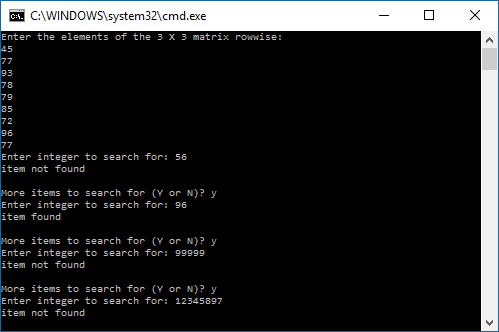 C:\WINDOWS\system32\cmd.exe
Enter the elements of the 3 X 3 matrix rowwise:
45
77
93
78
79
85
72
96
77
Enter integer to search for: 56
item not found
More items to search for (Y or N)? y
Enter integer to search for: 96
item found
More items to search for (Y or N)? y
Enter integer to search for: 99999
item not found
More items to search for (Y or N)? y
Enter integer to search for: 12345897
item not found